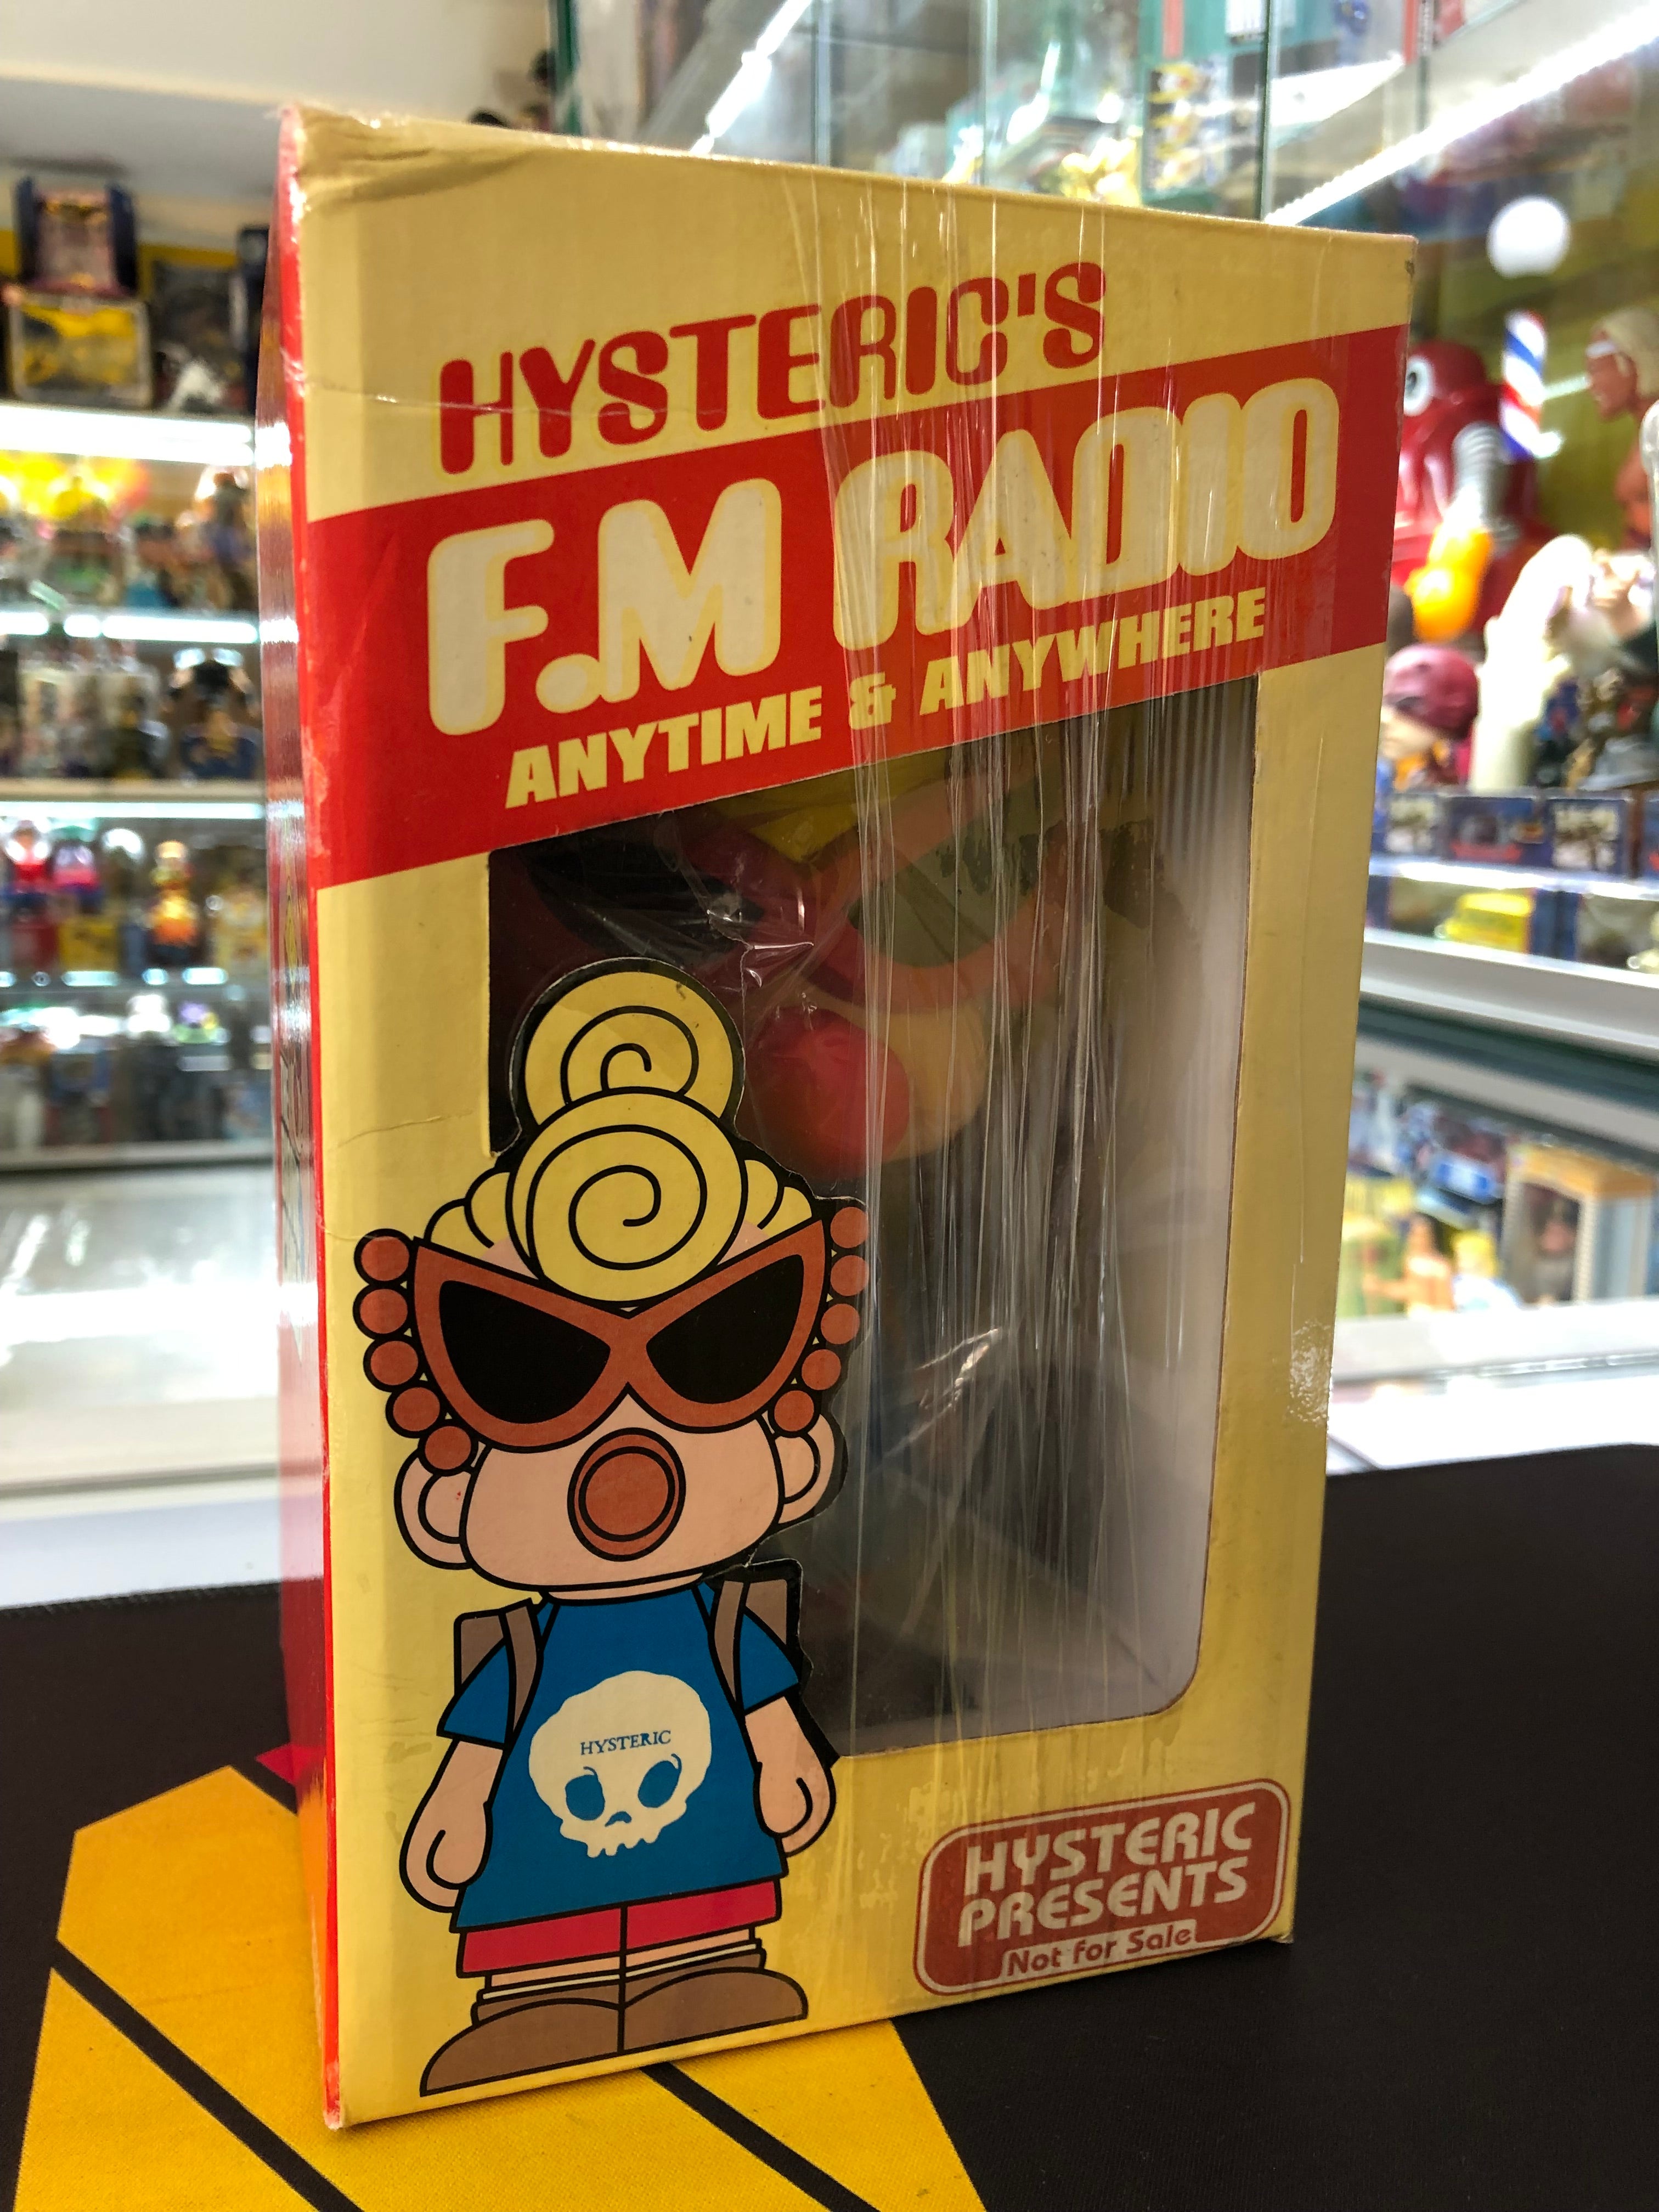 HYSTERIC'S
F.M RADIO
ANYTIME & ANYWHERE
HYSTERIC
HYSTERIC
PRESENTS
Not for Sale